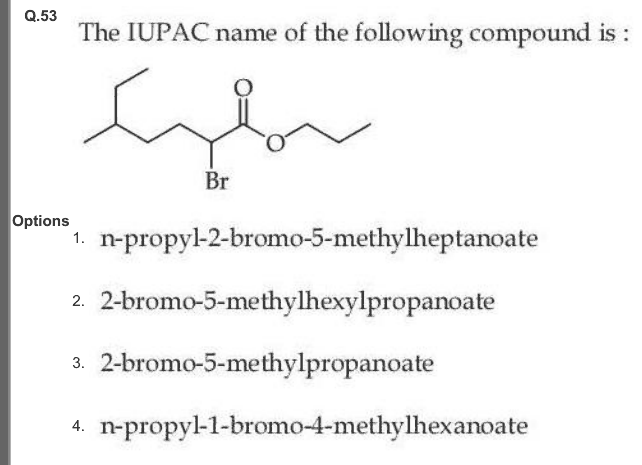 Q.53
The IUPAC name of the following compound is :
O
O
Br
Options
1. n-propyl-2-bromo-5-methylheptanoate
2. 2-bromo-5-methylhexylpropanoate
3. 2-bromo-5-methylpropanoate
4. n-propyl-1-bromo-4-methylhexanoate